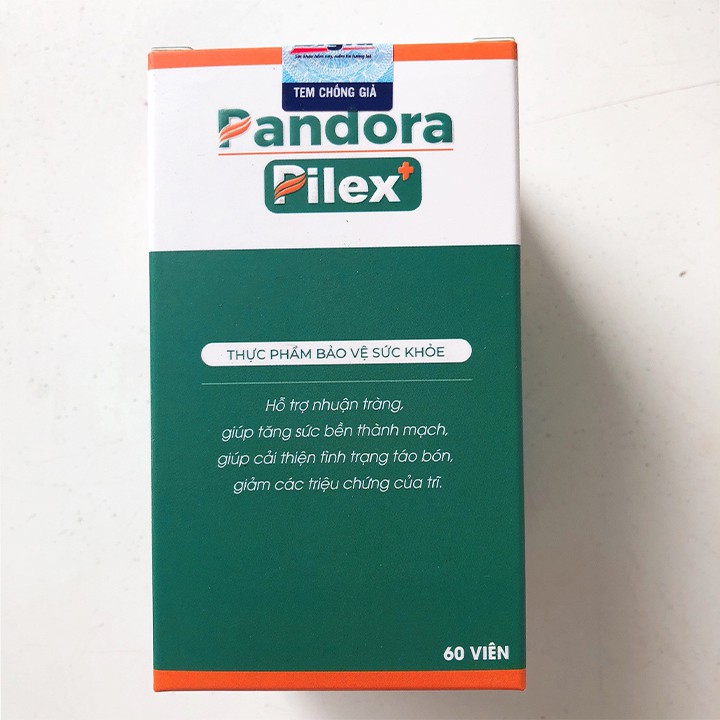 TEM CHỐNG GIẢ
Pandora
Pilex+
THỰC PHẨM BẢO VỆ SỨC KHỎE
Hỗ trợ nhuận tràng,
giúp tăng sức bền thành mạch,
giúp cải thiện tình trạng táo bón,
giảm các triệu chứng của trĩ.
60 VIÊN